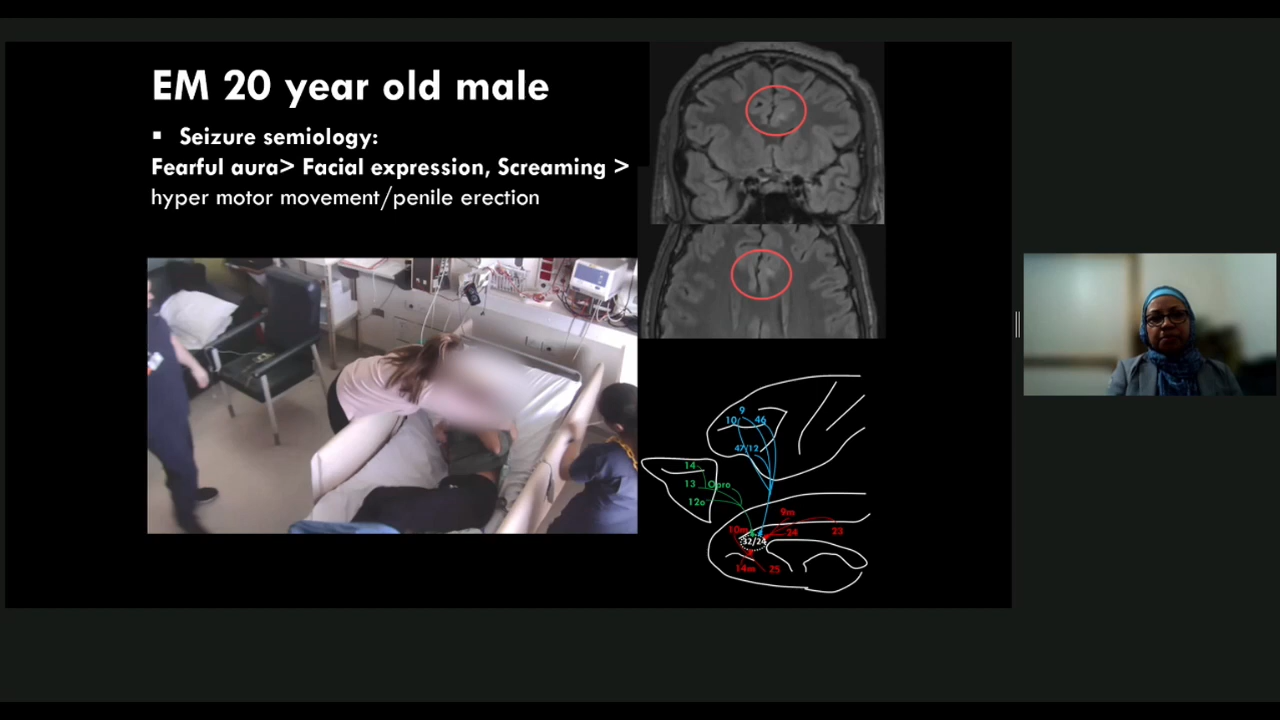 EM 20 year old male
▪ Seizure semiology:
Fearful aura> Facial expression, Screaming >
hyper motor movement/penile erection
9
10 46
47/12
14
13 Opro
12o
9m
10m 24 23
32/24
14m 25